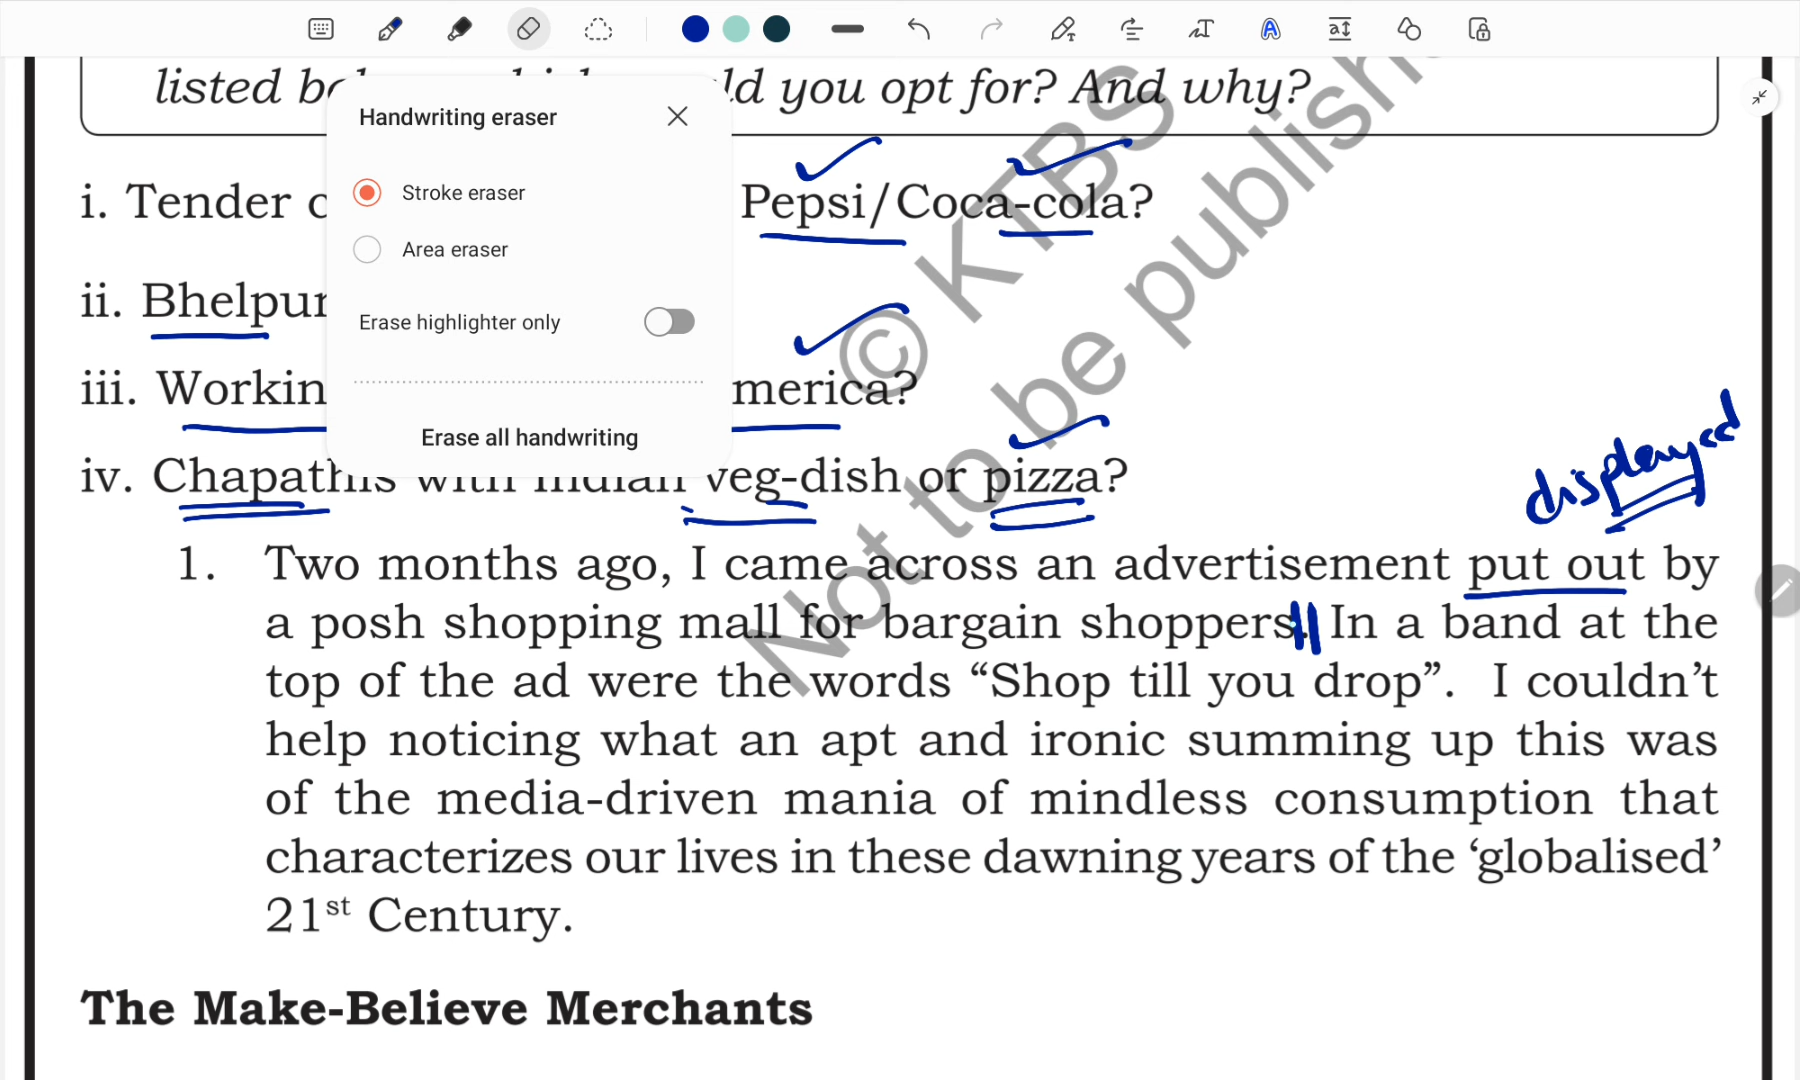 listed be
ld you opt for? And why?
Handwriting eraser
Stroke eraser
Area eraser
Erase highlighter only
Erase all handwriting
i. Tender c
Pepsi/Coca-cola?
ii. Bhelpur
iii. Workin
merica?
iv. Chapathis with Indian veg-dish or pizza?
displayed
1. Two months ago, I came across an advertisement put out by
a posh shopping mall for bargain shoppers. In a band at the
top of the ad were the words “Shop till you drop”. I couldn’t
help noticing what an apt and ironic summing up this was
of the media-driven mania of mindless consumption that
characterizes our lives in these dawning years of the ‘globalised’
21st Century.
The Make-Believe Merchants
© KTBS
Not to be publish